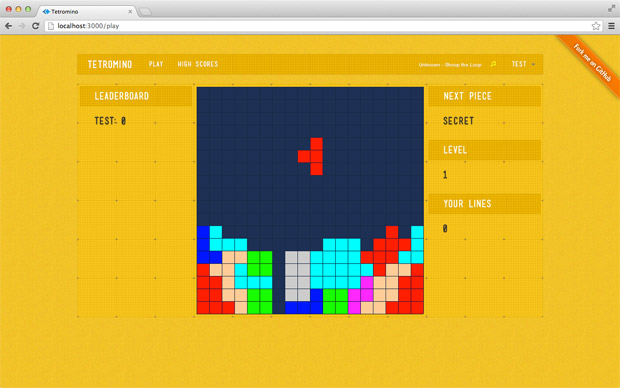 Tetromino
localhost:3000/play
Fork me on GitHub
TETROMINO PLAY HIGH SCORES Unknown - Shoop the Loop TEST
LEADERBOARD
TEST: 0
NEXT PIECE
SECRET
LEVEL
1
YOUR LINES
0